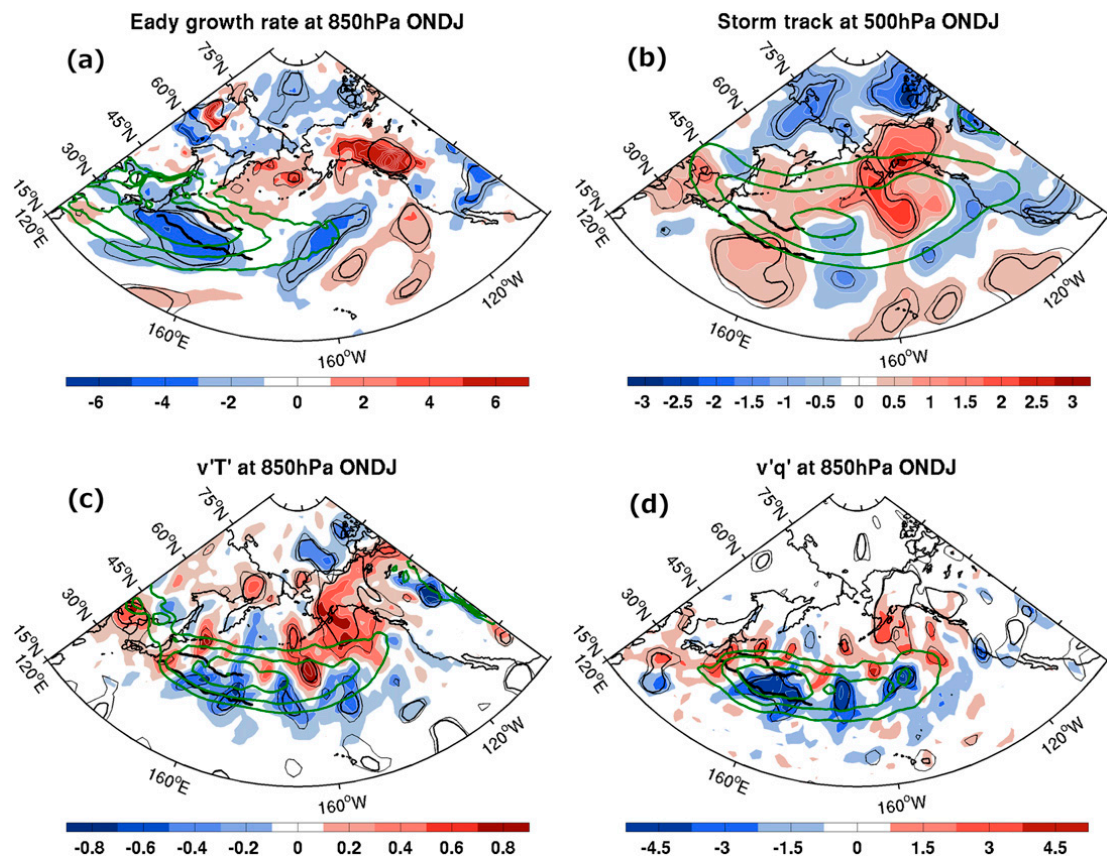 Eady growth rate at 850hPa ONDJ
(a)
75°N
60°N
45°N
30°N
15°N
120°E
160°E
160°W
120°W
-6 -4 -2 0 2 4 6
Storm track at 500hPa ONDJ
(b)
75°N
60°N
45°N
30°N
15°N
120°E
160°E
160°W
120°W
-3 -2.5 -2 -1.5 -1 -0.5 0 0.5 1 1.5 2 2.5 3
v'T' at 850hPa ONDJ
(c)
75°N
60°N
45°N
30°N
15°N
120°E
160°E
160°W
120°W
-0.8 -0.6 -0.4 -0.2 0 0.2 0.4 0.6 0.8
v'q' at 850hPa ONDJ
(d)
75°N
60°N
45°N
30°N
15°N
120°E
160°E
160°W
120°W
-4.5 -3 -1.5 0 1.5 3 4.5